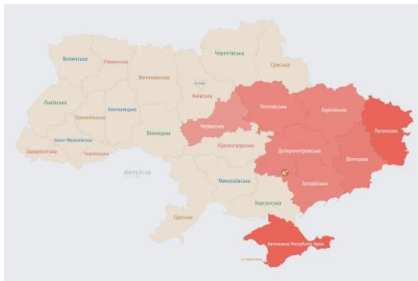 Чернігівська
Волинська
Рівненська
Сумська
Житомирська
Київська
Львівська
Полтавська
Харківська
Тернопільська
Хмельницька
Черкаська
Луганська
Івано-Франківська
Вінницька
Кіровоградська
Дніпропетровська
Закарпатська
Чернівецька
Донецька
alerts.in.ua
Миколаївська
Запорізька
Одеська
Херсонська
Автономна Республіка Крим